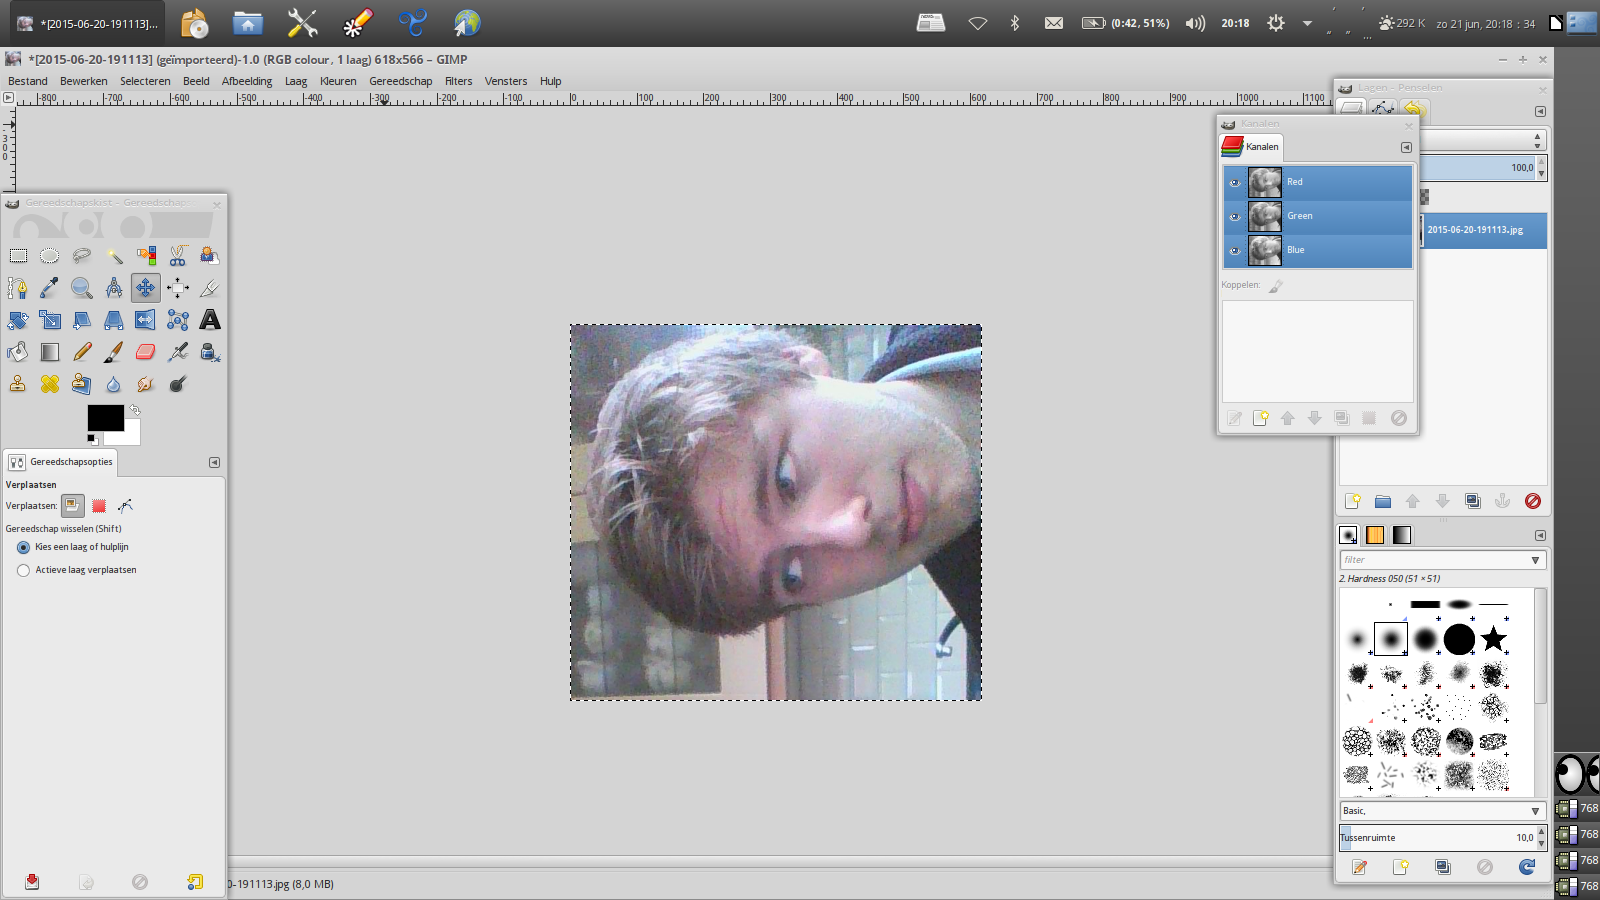 *[2015-06-20-191113]...
(0:42, 51%)
20:18
292 K
zo 21 jun, 20:18 : 34
*[2015-06-20-191113] (geïmporteerd)-1.0 (RGB colour, 1 laag) 618x566 – GIMP
Bestand Bewerken Selecteren Beeld Afbeelding Laag Kleuren Gereedschap Filters Vensters Hulp
-800 -700 -600 -500 -400 -300 -200 -100 0 100 200 300 400 500 600 700 800 900 1000 1100
300
Lagen – Penselen
Kanalen
Kanalen
100,0
Red
Green
Blue
2015-06-20-191113.jpg
Koppelen:
Gereedschapskist – Gereedschaps
Gereedschapsopties
Verplaatsen
Verplaatsen:
Gereedschap wisselen (Shift)
Kies een laag of hulplijn
Actieve laag verplaatsen
filter
2. Hardness 050 (51 × 51)
Basic,
Tussenruimte 10,0
768
768
768
768
0-191113.jpg (8,0 MB)